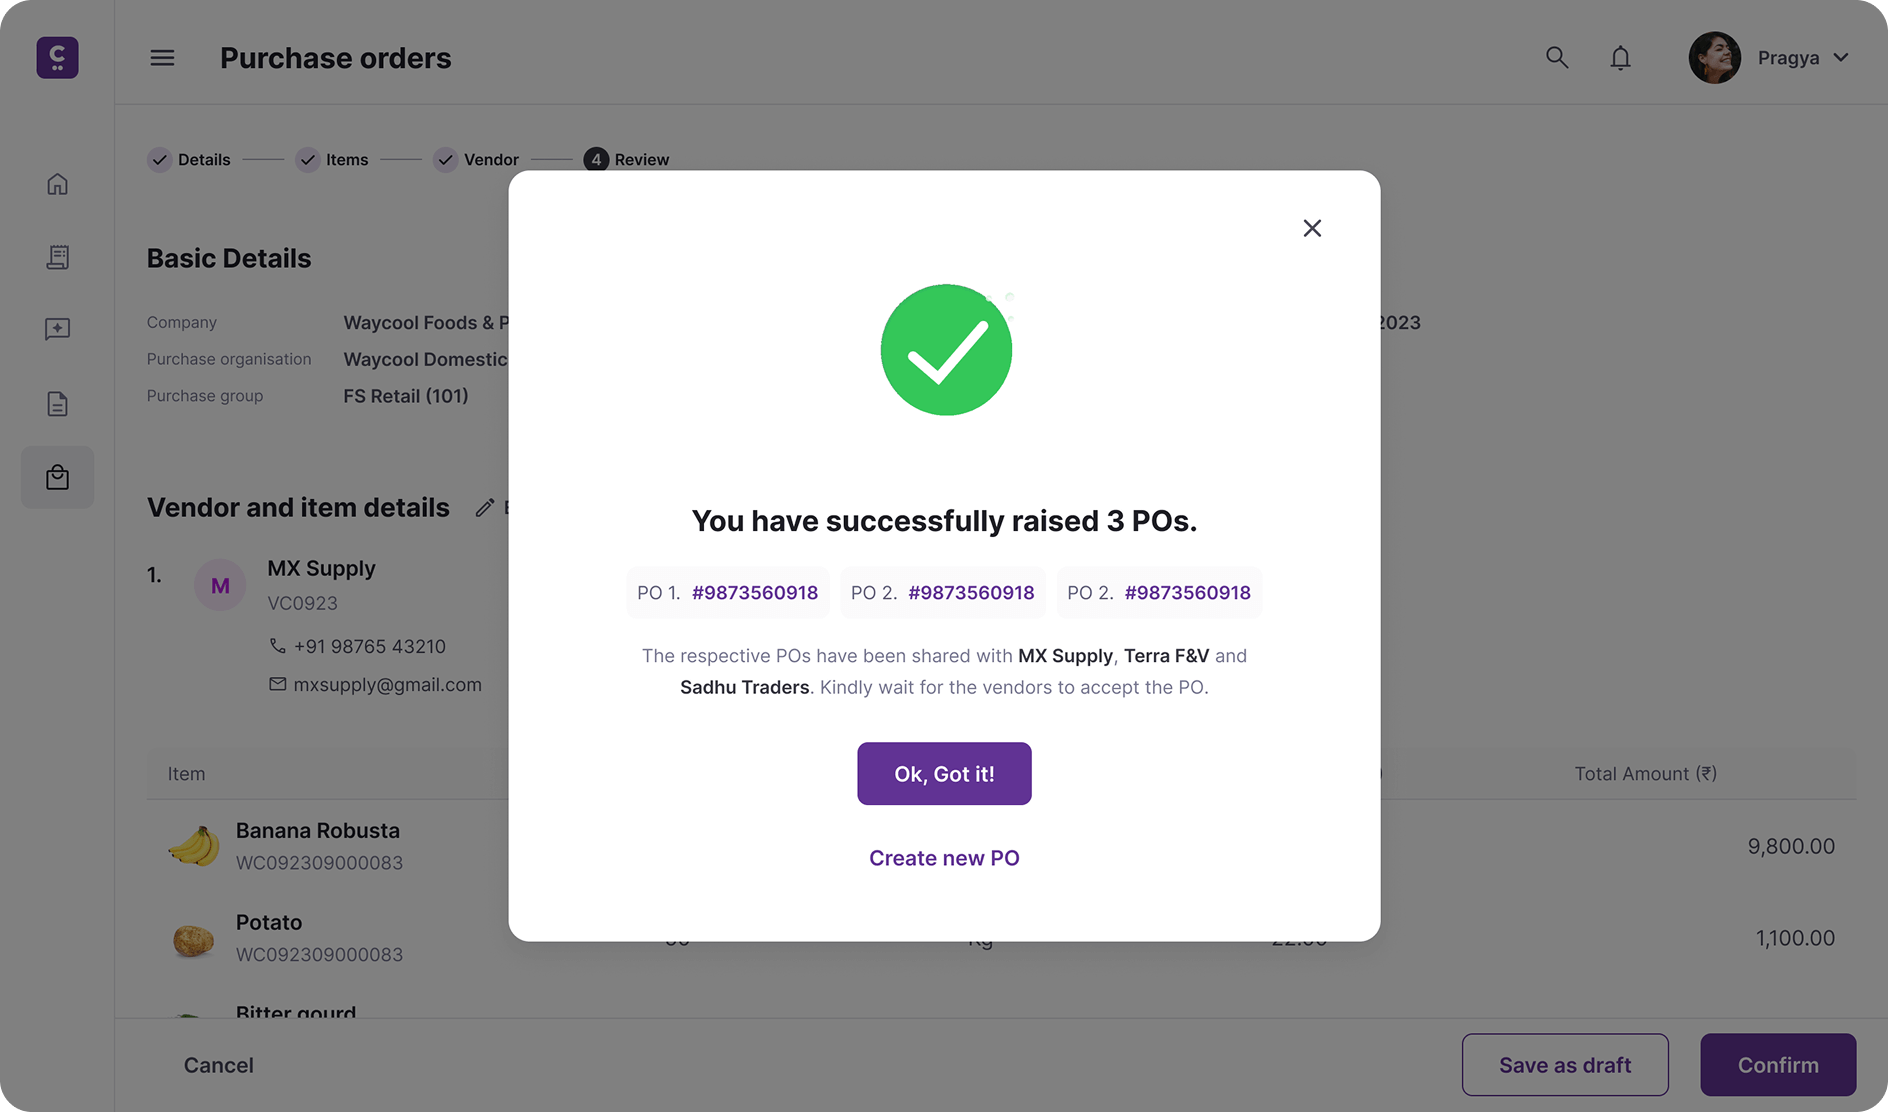 Purchase orders
Pragya
Details
Items
Vendor
4 Review
Basic Details
Company Waycool Foods & P
2023
Purchase organisation Waycool Domestic
Purchase group FS Retail (101)
Vendor and item details
1.
M
MX Supply
VC0923
+91 98765 43210
mxsupply@gmail.com
You have successfully raised 3 POs.
PO 1. #9873560918
PO 2. #9873560918
PO 2. #9873560918
The respective POs have been shared with MX Supply, Terra F&V and
Sadhu Traders. Kindly wait for the vendors to accept the PO.
Ok, Got it!
Create new PO
Item
Total Amount (₹)
Banana Robusta
WC092309000083
9,800.00
Potato
WC092309000083
Kg
22.00
1,100.00
Bitter gourd
Cancel
Save as draft
Confirm